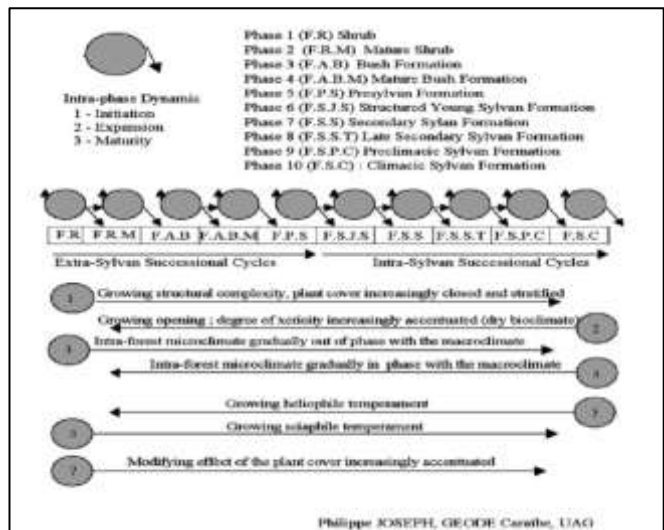 Phase 1 (F.R) Shrub
Phase 2 (F.R.M) Mature Shrub
Phase 3 (F.A.B) Bush Formation
Phase 4 (F.A.B.M) Mature Bush Formation
Phase 5 (F.P.S) Presylvan Formation
Phase 6 (F.S.J.S) Structured Young Sylvan Formation
Phase 7 (F.S.S) Secondary Sylan Formation
Phase 8 (F.S.S.T) Late Secondary Sylvan Formation
Phase 9 (F.S.P.C) Preclimacic Sylvan Formation
Phase 10 (F.S.C) : Climacic Sylvan Formation
Intra-phase Dynamic
1 - Initiation
2 - Expension
3 - Maturity
F.R F.R.M F.A.B F.A.B.M F.P.S F.S.J.S F.S.S F.S.S.T F.S.P.C F.S.C
Extra-Sylvan Successional Cycles Intra-Sylvan Successional Cycles
1 Growing structural complexity, plant cover increasingly closed and stratified
Growing opening ; degree of xericity increasingly accentuated (dry bioclimate) 2
Intra-forest microclimate gradually out of phase with the macroclimate
Intra-forest microclimate gradually in phase with the macroclimate
Growing heliophile temperament
Growing sciaphile temperament
7 Modifying effect of the plant cover increasingly accentuated
Philippe JOSEPH, GEODE Caraïbe, UAG